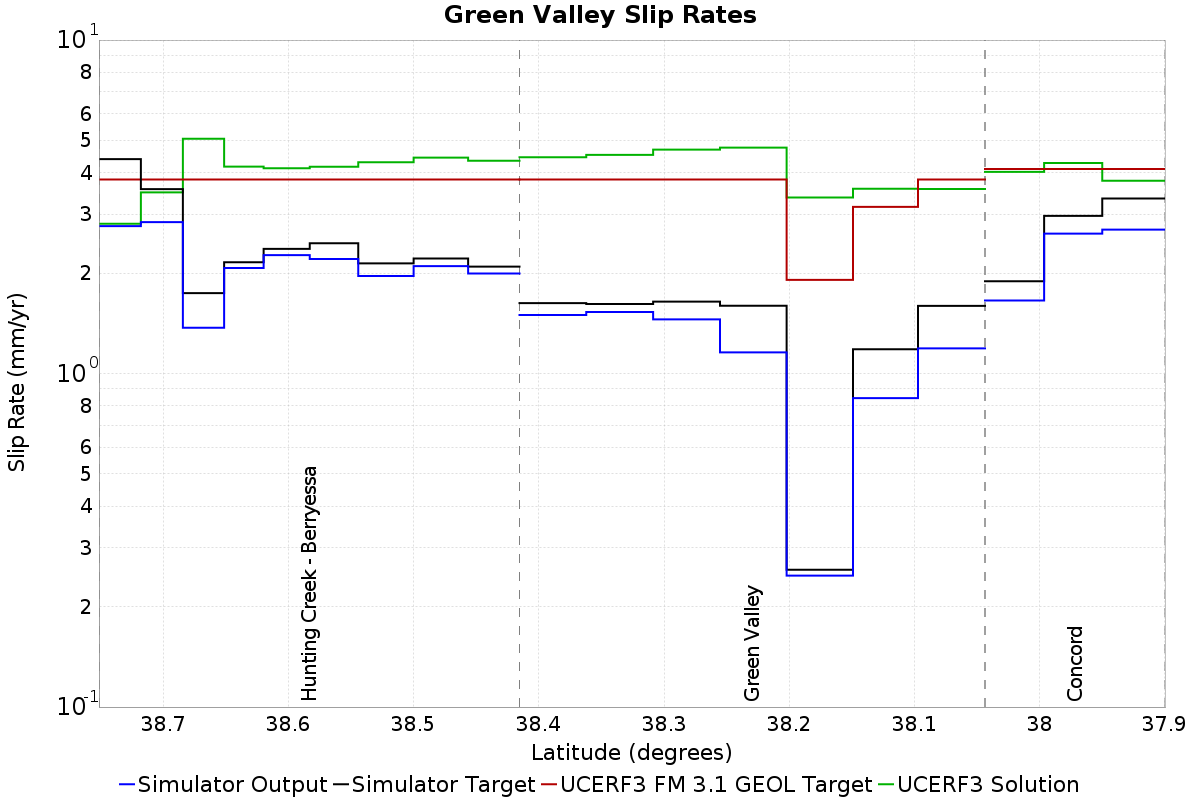 Green Valley Slip Rates
10^1
8
6
5
4
3
2
10^0
8
6
5
4
3
2
10^-1
Slip Rate (mm/yr)
Hunting Creek - Berryessa
Green Valley
Concord
38.7 38.6 38.5 38.4 38.3 38.2 38.1 38 37.9
Latitude (degrees)
Simulator Output Simulator Target UCERF3 FM 3.1 GEOL Target UCERF3 Solution